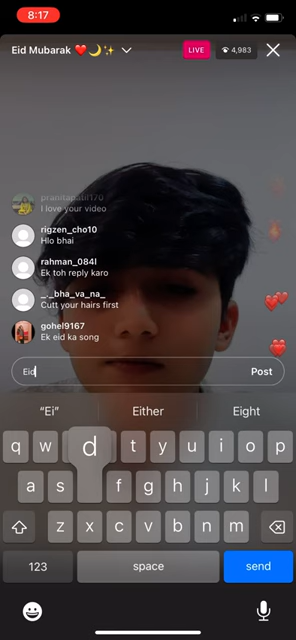 8:17
Eid Mubarak ❤️🌙✨
LIVE
4,983
pranitapatil170
I love your video
rigzen_cho10
Hlo bhai
rahman_084l
Ek toh reply karo
_._bha_va_na_
Cutt your hairs first
gohel9167
Ek eid ka song
Eid
Post
“Ei”
Either
Eight
q w d t y u i o p
a s f g h j k l
z x c v b n m
123
space
send